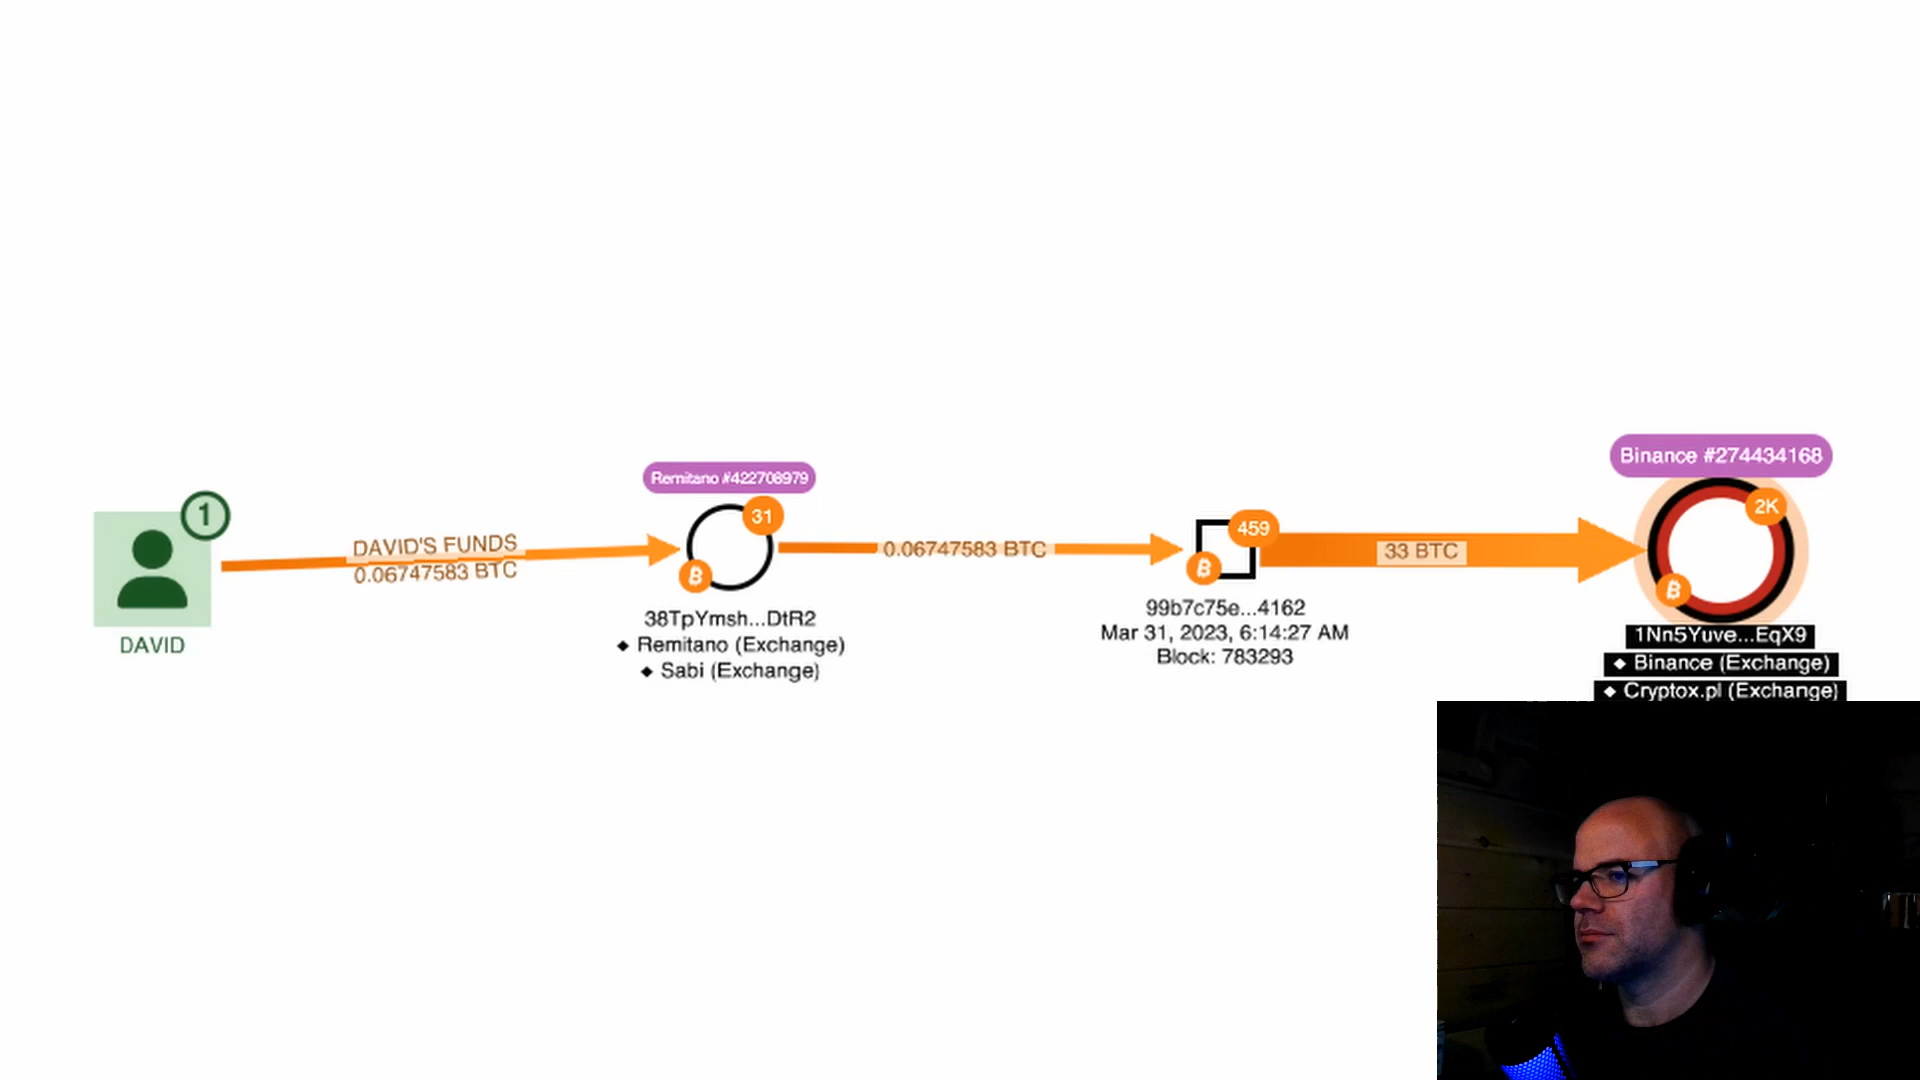 1
DAVID
DAVID'S FUNDS
0.06747583 BTC
Remitano #422708979
31
38TpYmsh...DtR2
◆ Remitano (Exchange)
◆ Sabi (Exchange)
0.06747583 BTC
459
99b7c75e...4162
Mar 31, 2023, 6:14:27 AM
Block: 783293
33 BTC
Binance #274434168
2K
1Nn5Yuve...EqX9
◆ Binance (Exchange)
◆ Cryptox.pl (Exchange)